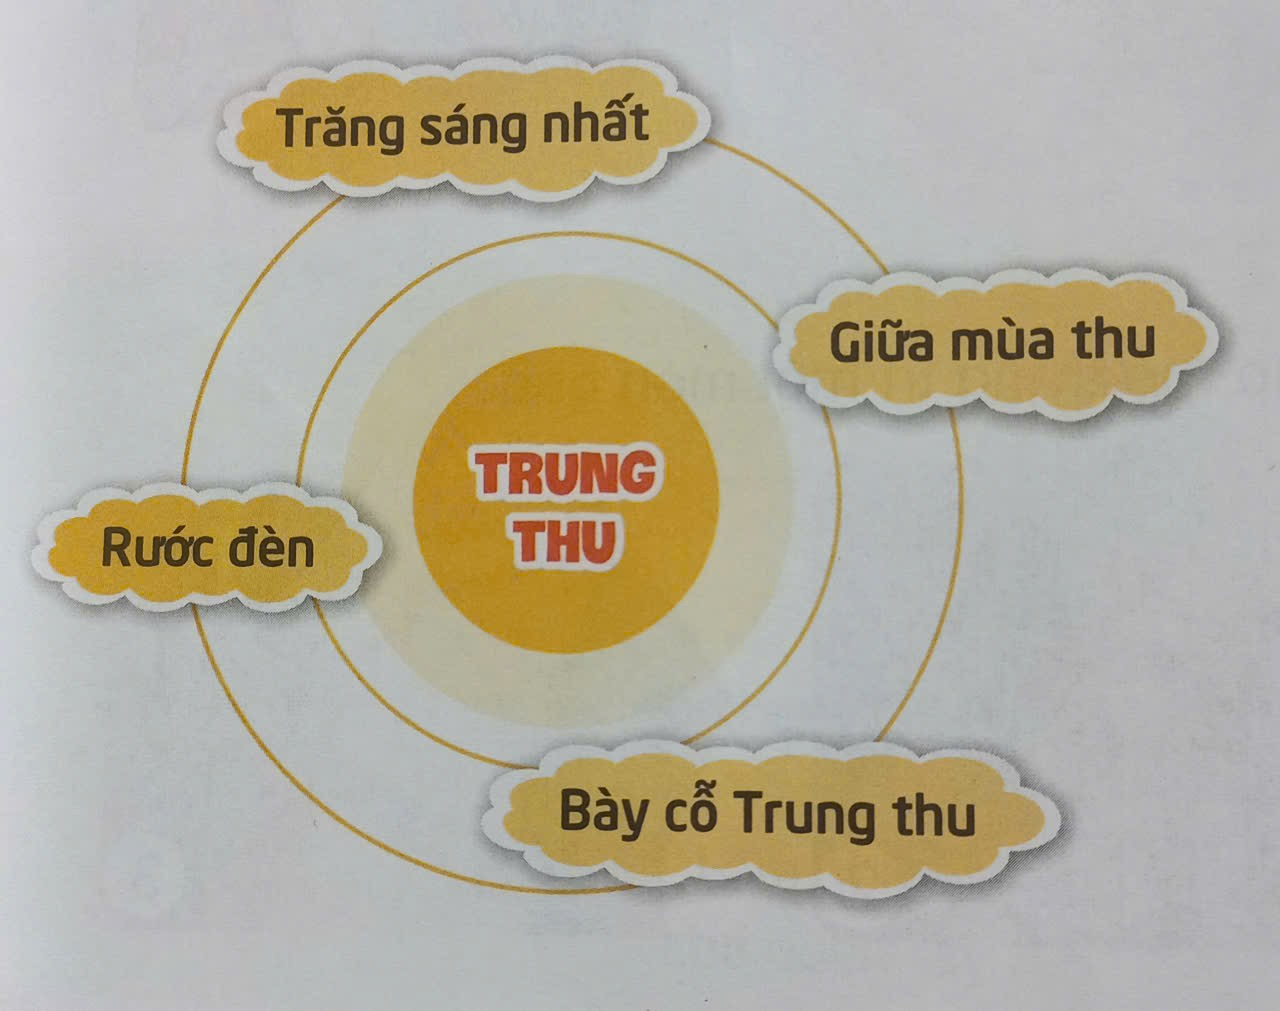 Trăng sáng nhất
Giữa mùa thu
TRUNG
THU
Rước đèn
Bày cỗ Trung thu